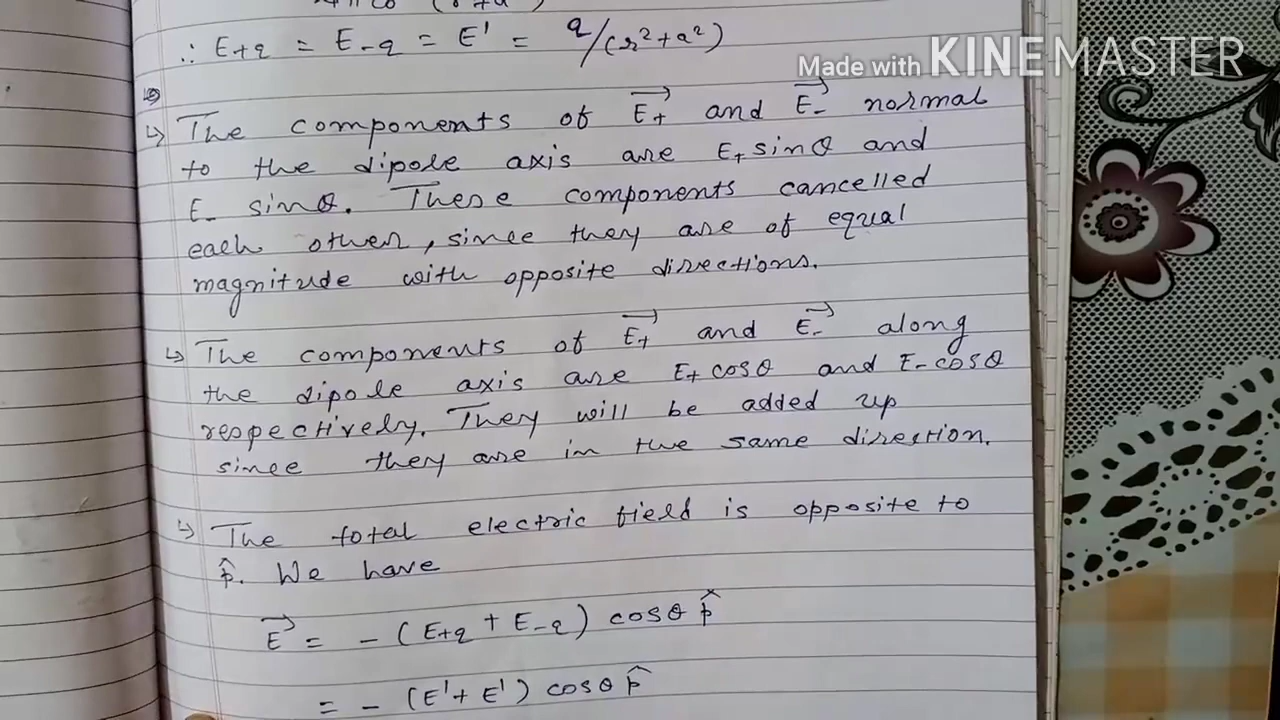 ∴ E+q = E-q = E' = q/(r²+a²)
Made with KINEMASTER
↳ The components of E₊→ and E₋→ normal
to the dipole axis are E₊ sinθ and
E₋ sinθ. These components cancelled
each other, since they are of equal
magnitude with opposite directions.
↳ The components of E₊→ and E₋→ along
the dipole axis are E₊ cosθ and E₋ cosθ
respectively. They will be added up
since they are in the same direction.
↳ The total electric field is opposite to
p̂. We have
E→ = - (E+q + E-q) cosθ p̂
= - (E' + E') cosθ p̂